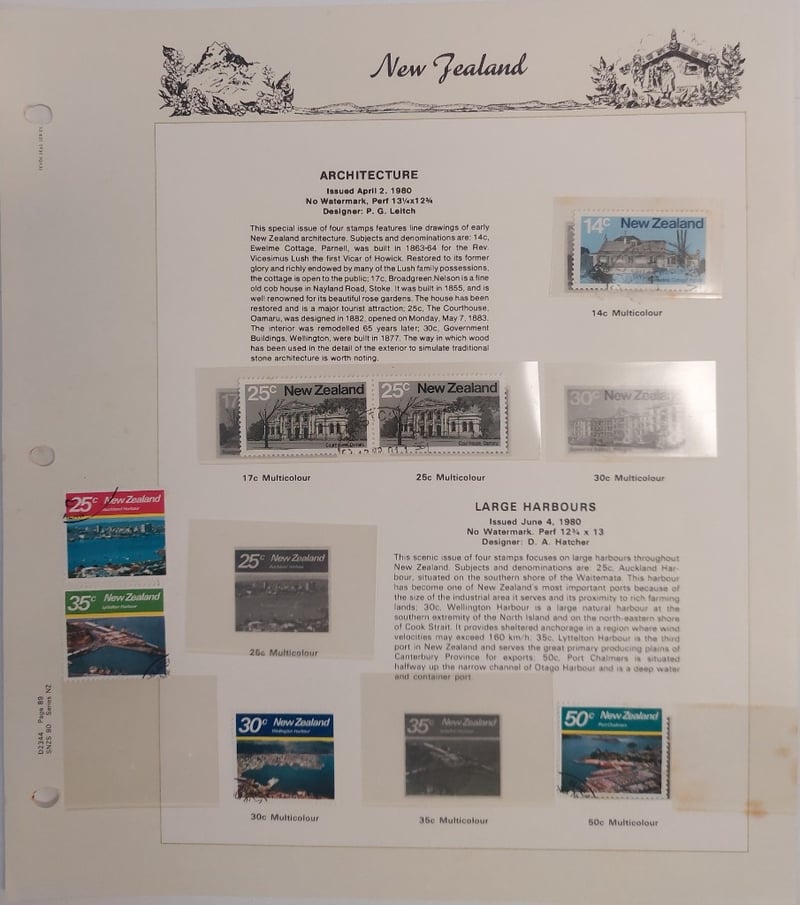 New Zealand
ARCHITECTURE
Issued April 2, 1980
No Watermark, Perf 13¼x12¾
Designer: P. G. Leitch
This special issue of four stamps features line drawings of early
New Zealand architecture. Subjects and denominations are: 14c,
Ewelme Cottage, Parnell, was built in 1863-64 for the Rev.
Vicesimus Lush the first Vicar of Howick. Restored to its former
glory and richly endowed by many of the Lush family possessions,
the cottage is open to the public; 17c, Broadgreen,Nelson is a fine
old cob house in Nayland Road, Stoke. It was built in 1855, and is
well renowned for its beautiful rose gardens. The house has been
restored and is a major tourist attraction; 25c, The Courthouse,
Oamaru, was designed in 1882, opened on Monday, May 7, 1883.
The interior was remodelled 65 years later; 30c, Government
Buildings, Wellington, were built in 1877. The way in which wood
has been used in the detail of the exterior to simulate traditional
stone architecture is worth noting.
14c New Zealand
14c Multicolour
17
25c New Zealand
25c New Zealand
30c New Zealand
17c Multicolour
25c Multicolour
30c Multicolour
LARGE HARBOURS
Issued June 4, 1980
No Watermark. Perf 12¾ x 13
Designer: D. A. Hatcher
This scenic issue of four stamps focuses on large harbours throughout
New Zealand. Subjects and denominations are: 25c, Auckland Har-
bour, situated on the southern shore of the Waitemata. This harbour
has become one of New Zealand's most important ports because of
the size of the industrial area it serves and its proximity to rich farming
lands; 30c, Wellington Harbour is a large natural harbour at the
southern extremity of the North Island and on the north-eastern shore
of Cook Strait. It provides sheltered anchorage in a region where wind
velocities may exceed 160 km/h; 35c, Lyttelton Harbour is the third
port in New Zealand and serves the great primary producing plains of
Canterbury Province for exports; 50c, Port Chalmers is situated
halfway up the narrow channel of Otago Harbour and is a deep water
and container port.
25c New Zealand
Auckland Harbour
35c New Zealand
Lyttelton Harbour
25c New Zealand
Auckland Harbour
25c Multicolour
30c New Zealand
Wellington Harbour
35c New Zealand
Lyttelton Harbour
50c New Zealand
Port Chalmers
30c Multicolour
35c Multicolour
50c Multicolour
D2344 Page 89
SNZS 80 Series NZ